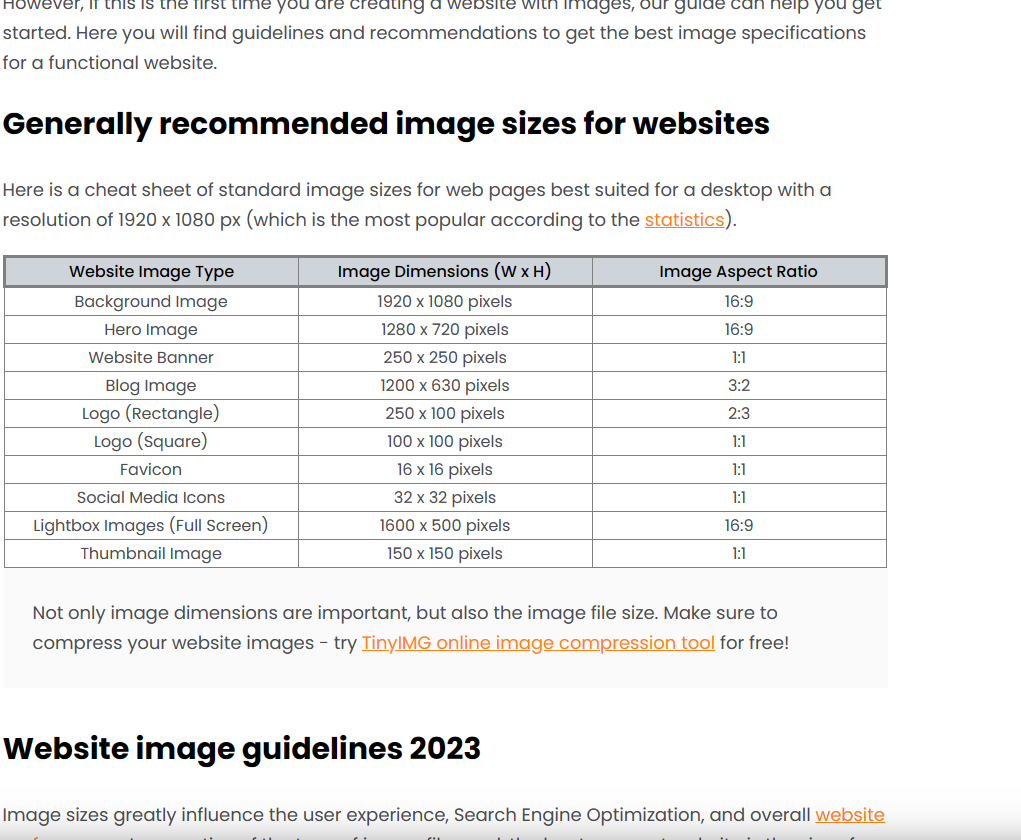 However, if this is the first time you are creating a website with images, our guide can help you get
started. Here you will find guidelines and recommendations to get the best image specifications
for a functional website.
Generally recommended image sizes for websites
Here is a cheat sheet of standard image sizes for web pages best suited for a desktop with a
resolution of 1920 x 1080 px (which is the most popular according to the statistics).
Website Image Type Image Dimensions (W x H) Image Aspect Ratio
Background Image 1920 x 1080 pixels 16:9
Hero Image 1280 x 720 pixels 16:9
Website Banner 250 x 250 pixels 1:1
Blog Image 1200 x 630 pixels 3:2
Logo (Rectangle) 250 x 100 pixels 2:3
Logo (Square) 100 x 100 pixels 1:1
Favicon 16 x 16 pixels 1:1
Social Media Icons 32 x 32 pixels 1:1
Lightbox Images (Full Screen) 1600 x 500 pixels 16:9
Thumbnail Image 150 x 150 pixels 1:1
Not only image dimensions are important, but also the image file size. Make sure to
compress your website images - try TinyIMG online image compression tool for free!
Website image guidelines 2023
Image sizes greatly influence the user experience, Search Engine Optimization, and overall website